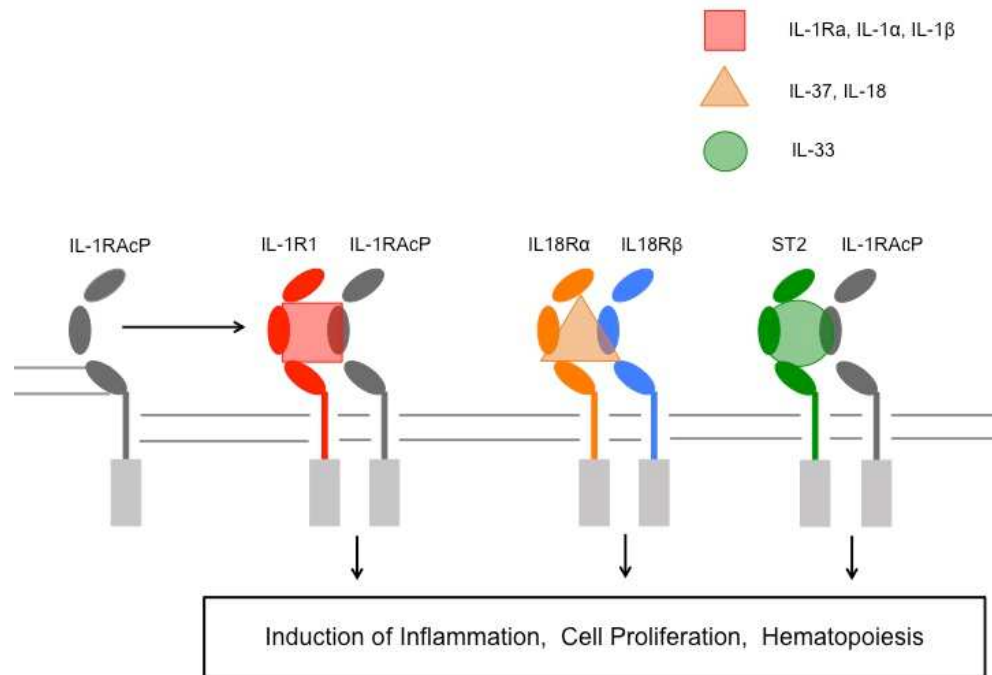 IL-1Ra, IL-1α, IL-1β
IL-37, IL-18
IL-33
IL-1RAcP
IL-1R1
IL-1RAcP
IL18Rα
IL18Rβ
ST2
IL-1RAcP
Induction of Inflammation, Cell Proliferation, Hematopoiesis